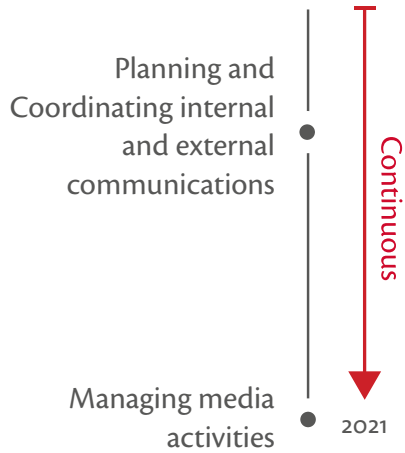 Planning and
Coordinating internal
and external
communications
Continuous
Managing media
activities
2021